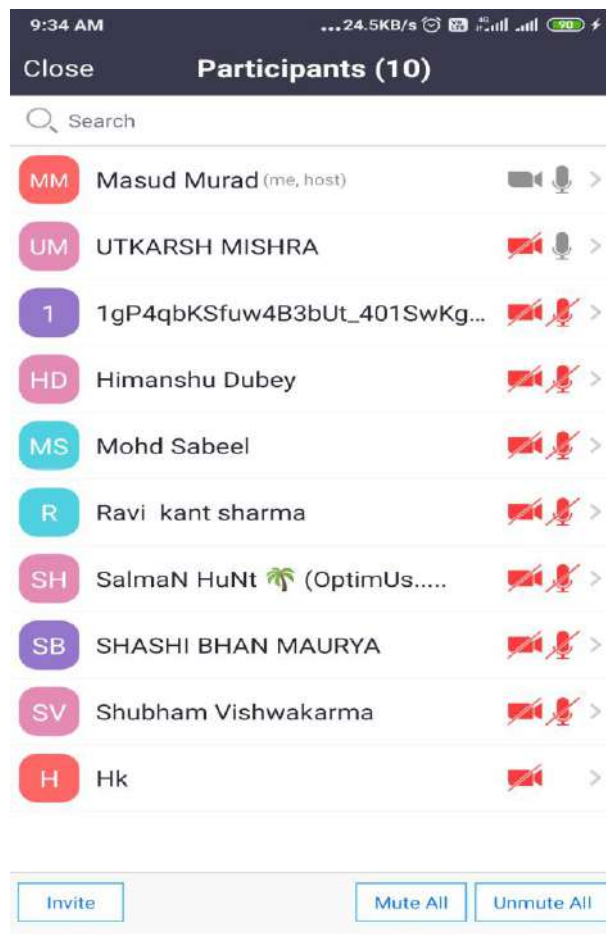 9:34 AM ...24.5KB/s 4G 90
Close Participants (10)
Search
MM Masud Murad (me, host)
UM UTKARSH MISHRA
1 1gP4qbKSfuw4B3bUt_401SwKg...
HD Himanshu Dubey
MS Mohd Sabeel
R Ravi kant sharma
SH SalmaN HuNt 🌴 (OptimUs.....
SB SHASHI BHAN MAURYA
SV Shubham Vishwakarma
H Hk
Invite Mute All Unmute All